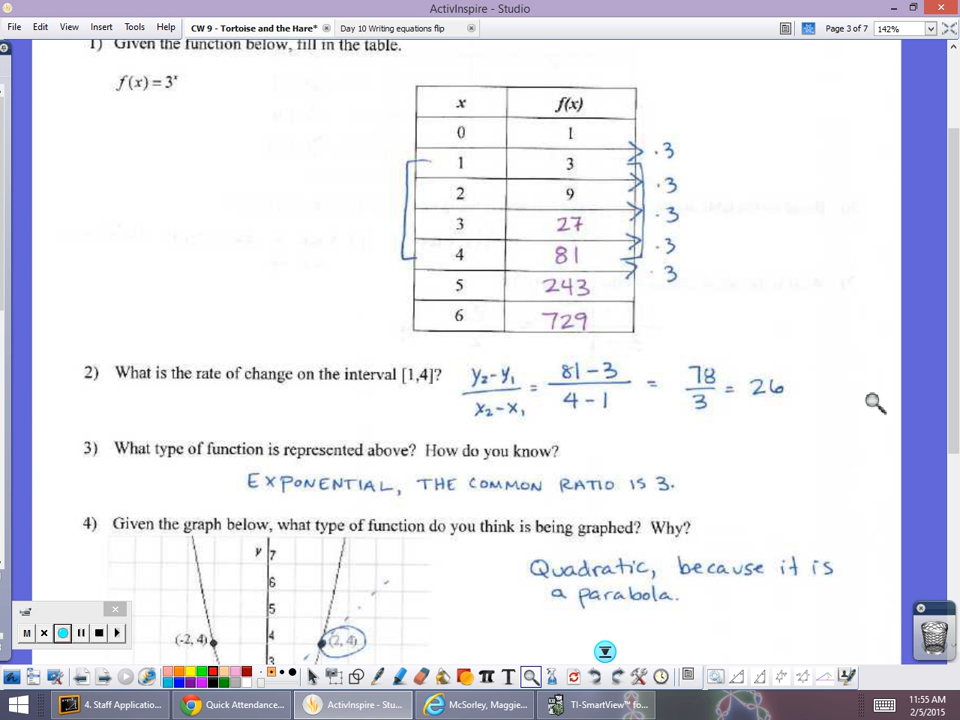 ActivInspire - Studio
File Edit View Insert Tools Help
CW 9 - Tortoise and the Hare*
Day 10 Writing equations flip
Page 3 of 7
142%
1) Given the function below, fill in the table.
f(x) = 3ˣ
x f(x)
0 1
1 3
2 9
3 27
4 81
5 243
6 729
· 3
· 3
· 3
· 3
· 3
2) What is the rate of change on the interval [1,4]? y₂-y₁ / x₂-x₁ = 81-3 / 4-1 = 78 / 3 = 26
3) What type of function is represented above? How do you know?
EXPONENTIAL, THE COMMON RATIO IS 3.
4) Given the graph below, what type of function do you think is being graphed? Why?
Quadratic, because it is
a parabola.
y 7
6
5
4
3
(-2, 4)
(2, 4)
M
T
4. Staff Applicatio...
Quick Attendance...
ActivInspire - Stu...
McSorley, Maggie...
TI-SmartView™ fo...
11:55 AM
2/5/2015